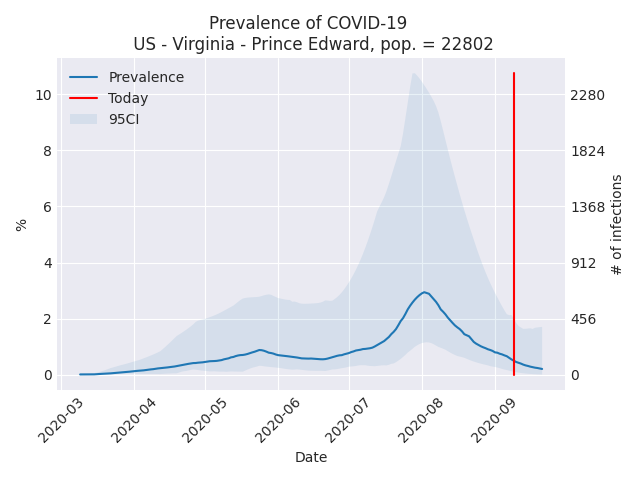 Prevalence of COVID-19
US - Virginia - Prince Edward, pop. = 22802
Prevalence
Today
95CI
%
10
8
6
4
2
0
2280
1824
1368
912
456
0
# of infections
2020-03
2020-04
2020-05
2020-06
2020-07
2020-08
2020-09
Date